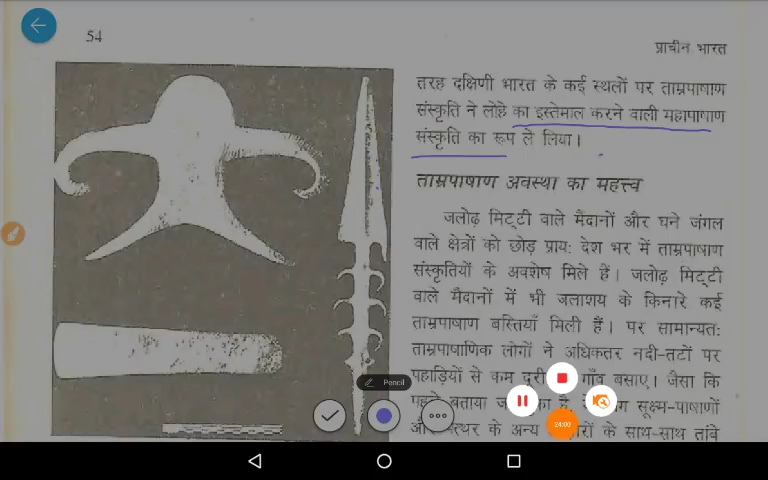 54
प्राचीन भारत
तरह दक्षिणी भारत के कई स्थलों पर ताम्रपाषाण
संस्कृति ने लोहे का इस्तेमाल करने वाली महापाषाण
संस्कृति का रूप ले लिया।
ताम्रपाषाण अवस्था का महत्त्व
जलोढ़ मिट्टी वाले मैदानों और घने जंगल
वाले क्षेत्रों को छोड़ प्राय: देश भर में ताम्रपाषाण
संस्कृतियों के अवशेष मिले हैं। जलोढ़ मिट्टी
वाले मैदानों में भी जलाशय के किनारे कई
ताम्रपाषाण बस्तियाँ मिली हैं। पर सामान्यत:
ताम्रपाषाणिक लोगों ने अधिकतर नदी-तटों पर
पहाड़ियों से कम दूरी गाँव बसाए। जैसा कि
Pencil
बताया है, सूक्ष्म-पाषाणों
के अन्य के साथ-साथ तांबे
24:00